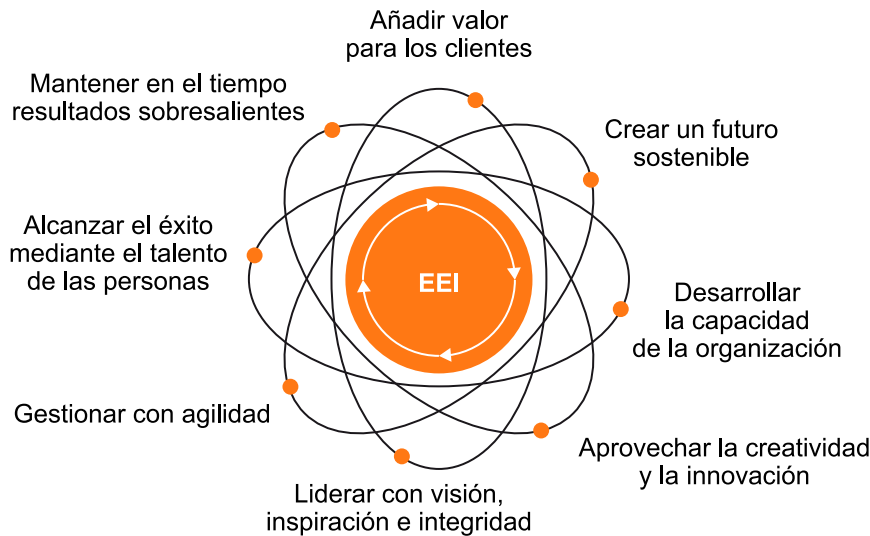 Añadir valor
para los clientes
Crear un futuro
sostenible
Desarrollar
la capacidad
de la organización
Aprovechar la creatividad
y la innovación
Liderar con visión,
inspiración e integridad
Gestionar con agilidad
Alcanzar el éxito
mediante el talento
de las personas
Mantener en el tiempo
resultados sobresalientes
EEI